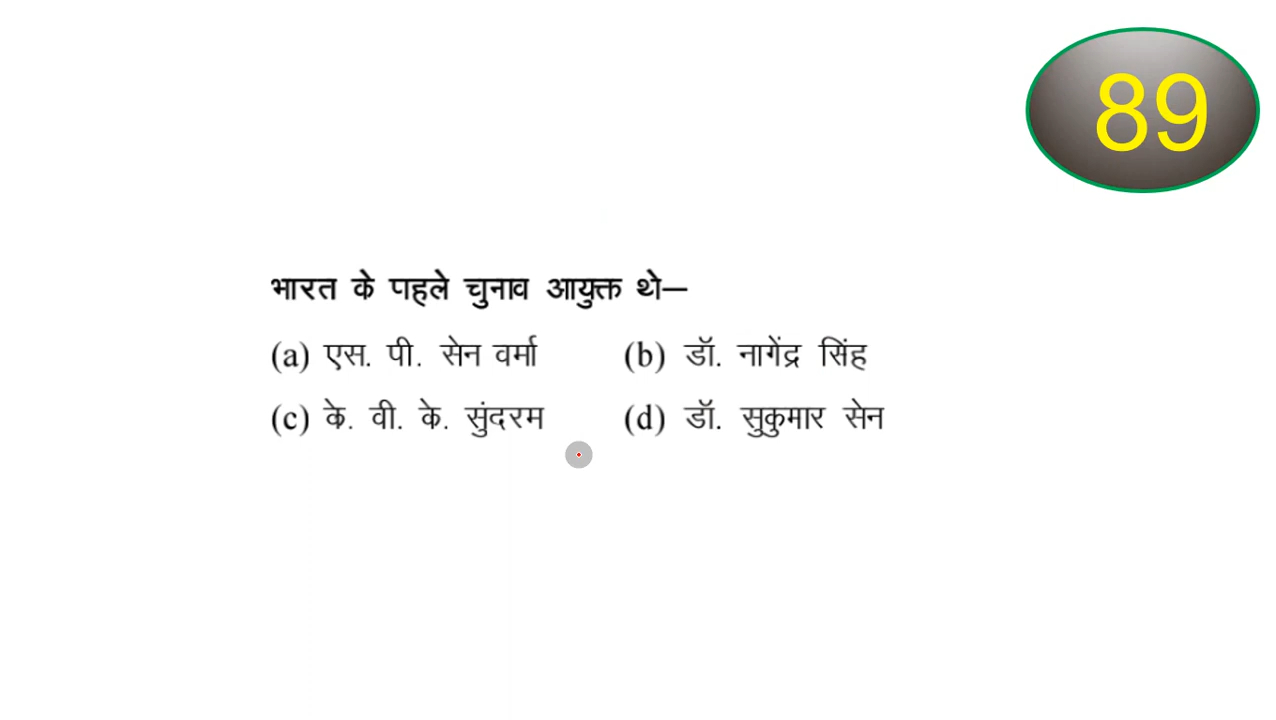 89
भारत के पहले चुनाव आयुक्त थे—
(a) एस. पी. सेन वर्मा (b) डॉ. नागेंद्र सिंह
(c) के. वी. के. सुंदरम (d) डॉ. सुकुमार सेन